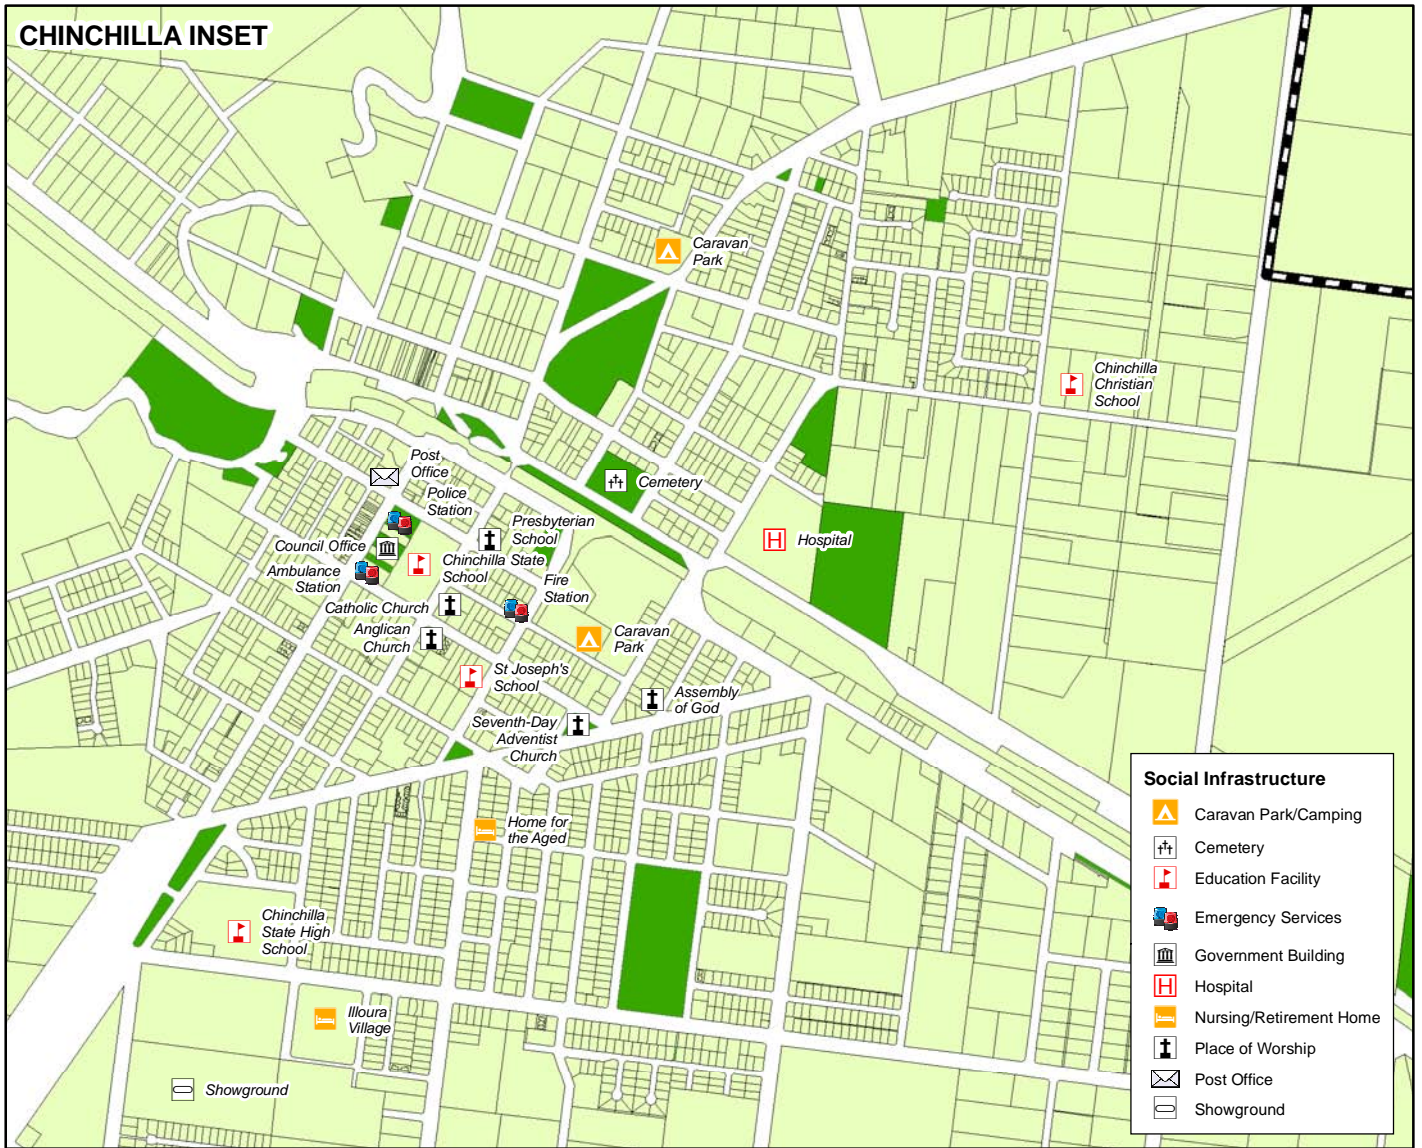 CHINCHILLA INSET
Caravan
Park
Chinchilla
Christian
School
Post
Office
Police
Station
Cemetery
Presbyterian
School
Council Office
Hospital
Ambulance
Station
Chinchilla State
School
Fire
Station
Catholic Church
Anglican
Church
Caravan
Park
St Joseph's
School
Assembly
of God
Seventh-Day
Adventist
Church
Home for
the Aged
Chinchilla
State High
School
Illoura
Village
Showground
Social Infrastructure
Caravan Park/Camping
Cemetery
Education Facility
Emergency Services
Government Building
H Hospital
Nursing/Retirement Home
Place of Worship
Post Office
Showground